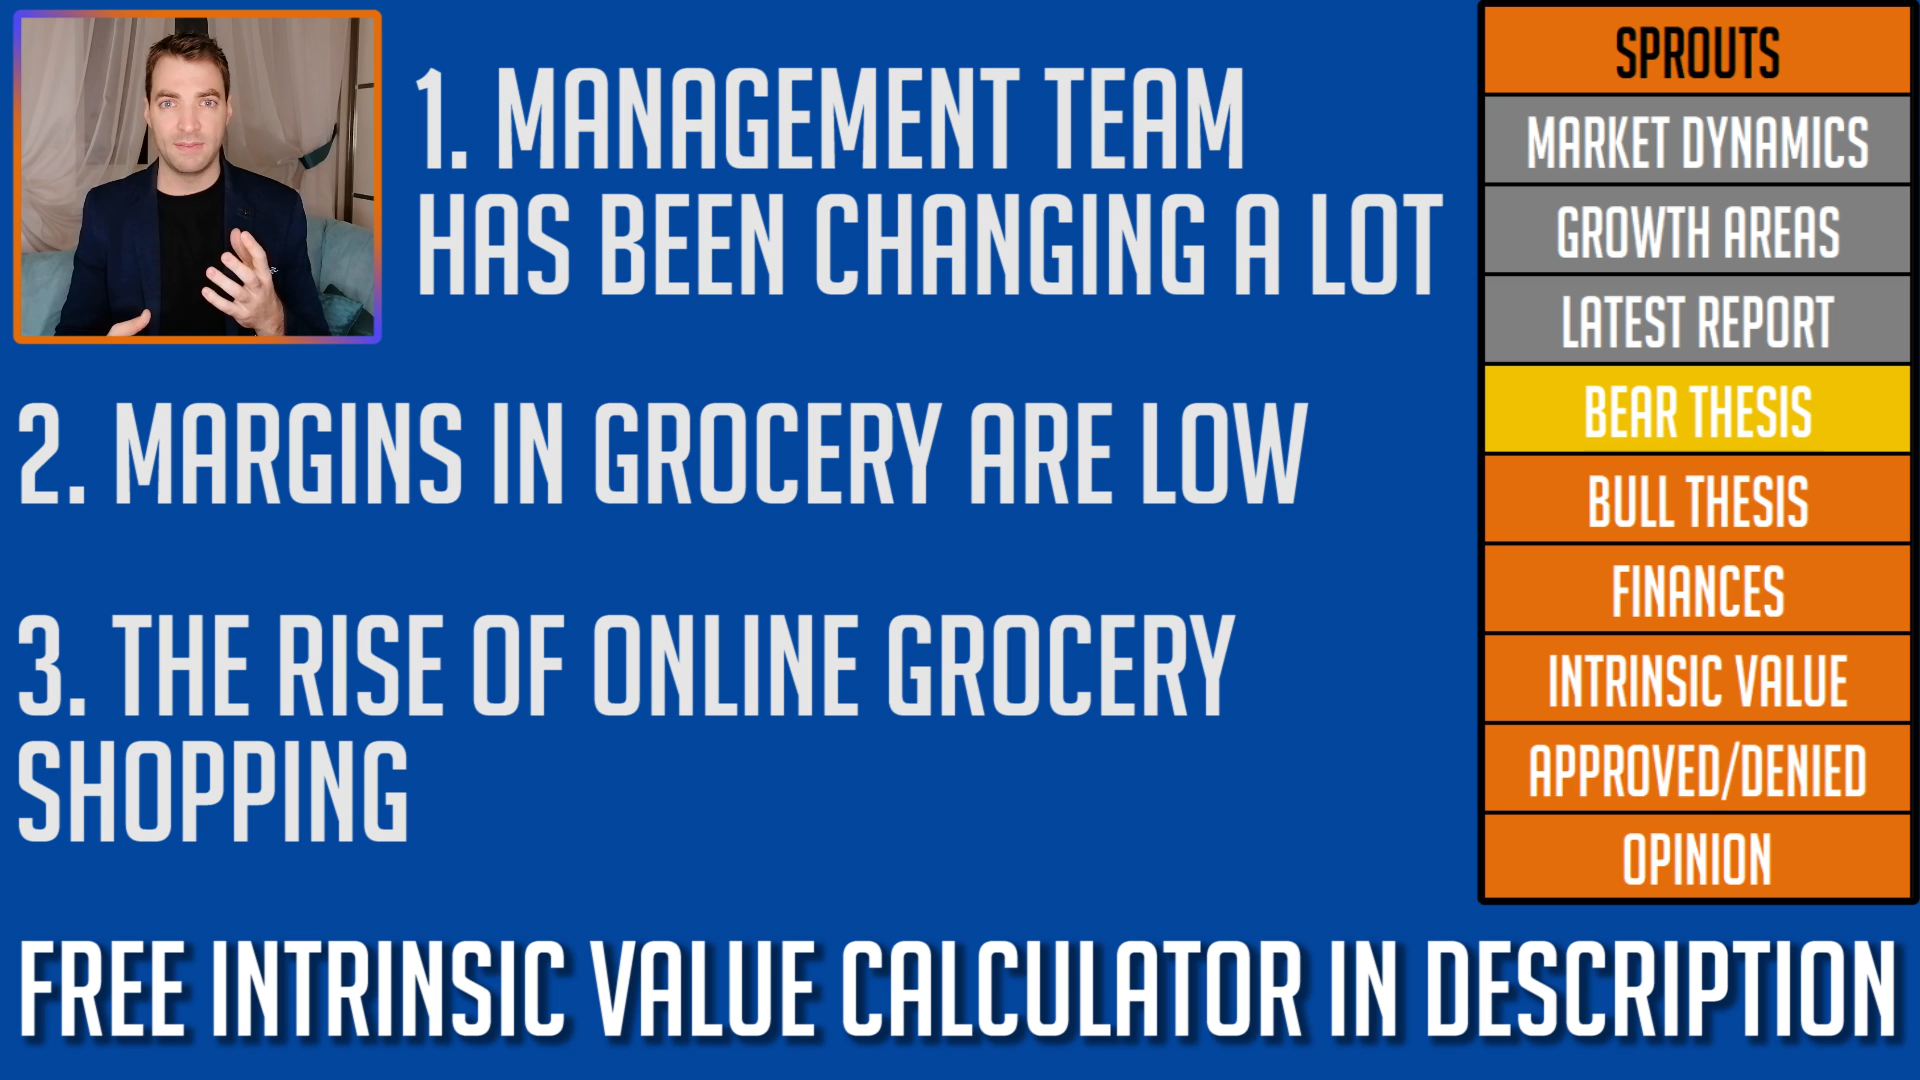 1. MANAGEMENT TEAM
HAS BEEN CHANGING A LOT
2. MARGINS IN GROCERY ARE LOW
3. THE RISE OF ONLINE GROCERY
SHOPPING
SPROUTS
MARKET DYNAMICS
GROWTH AREAS
LATEST REPORT
BEAR THESIS
BULL THESIS
FINANCES
INTRINSIC VALUE
APPROVED/DENIED
OPINION
FREE INTRINSIC VALUE CALCULATOR IN DESCRIPTION